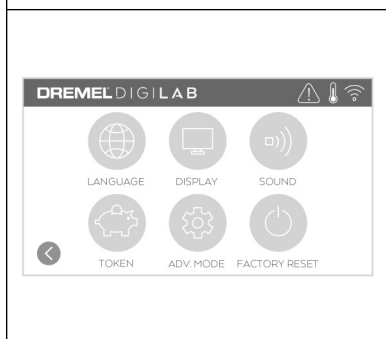 DREMEL DIGILAB
LANGUAGE DISPLAY SOUND
TOKEN ADV. MODE FACTORY RESET